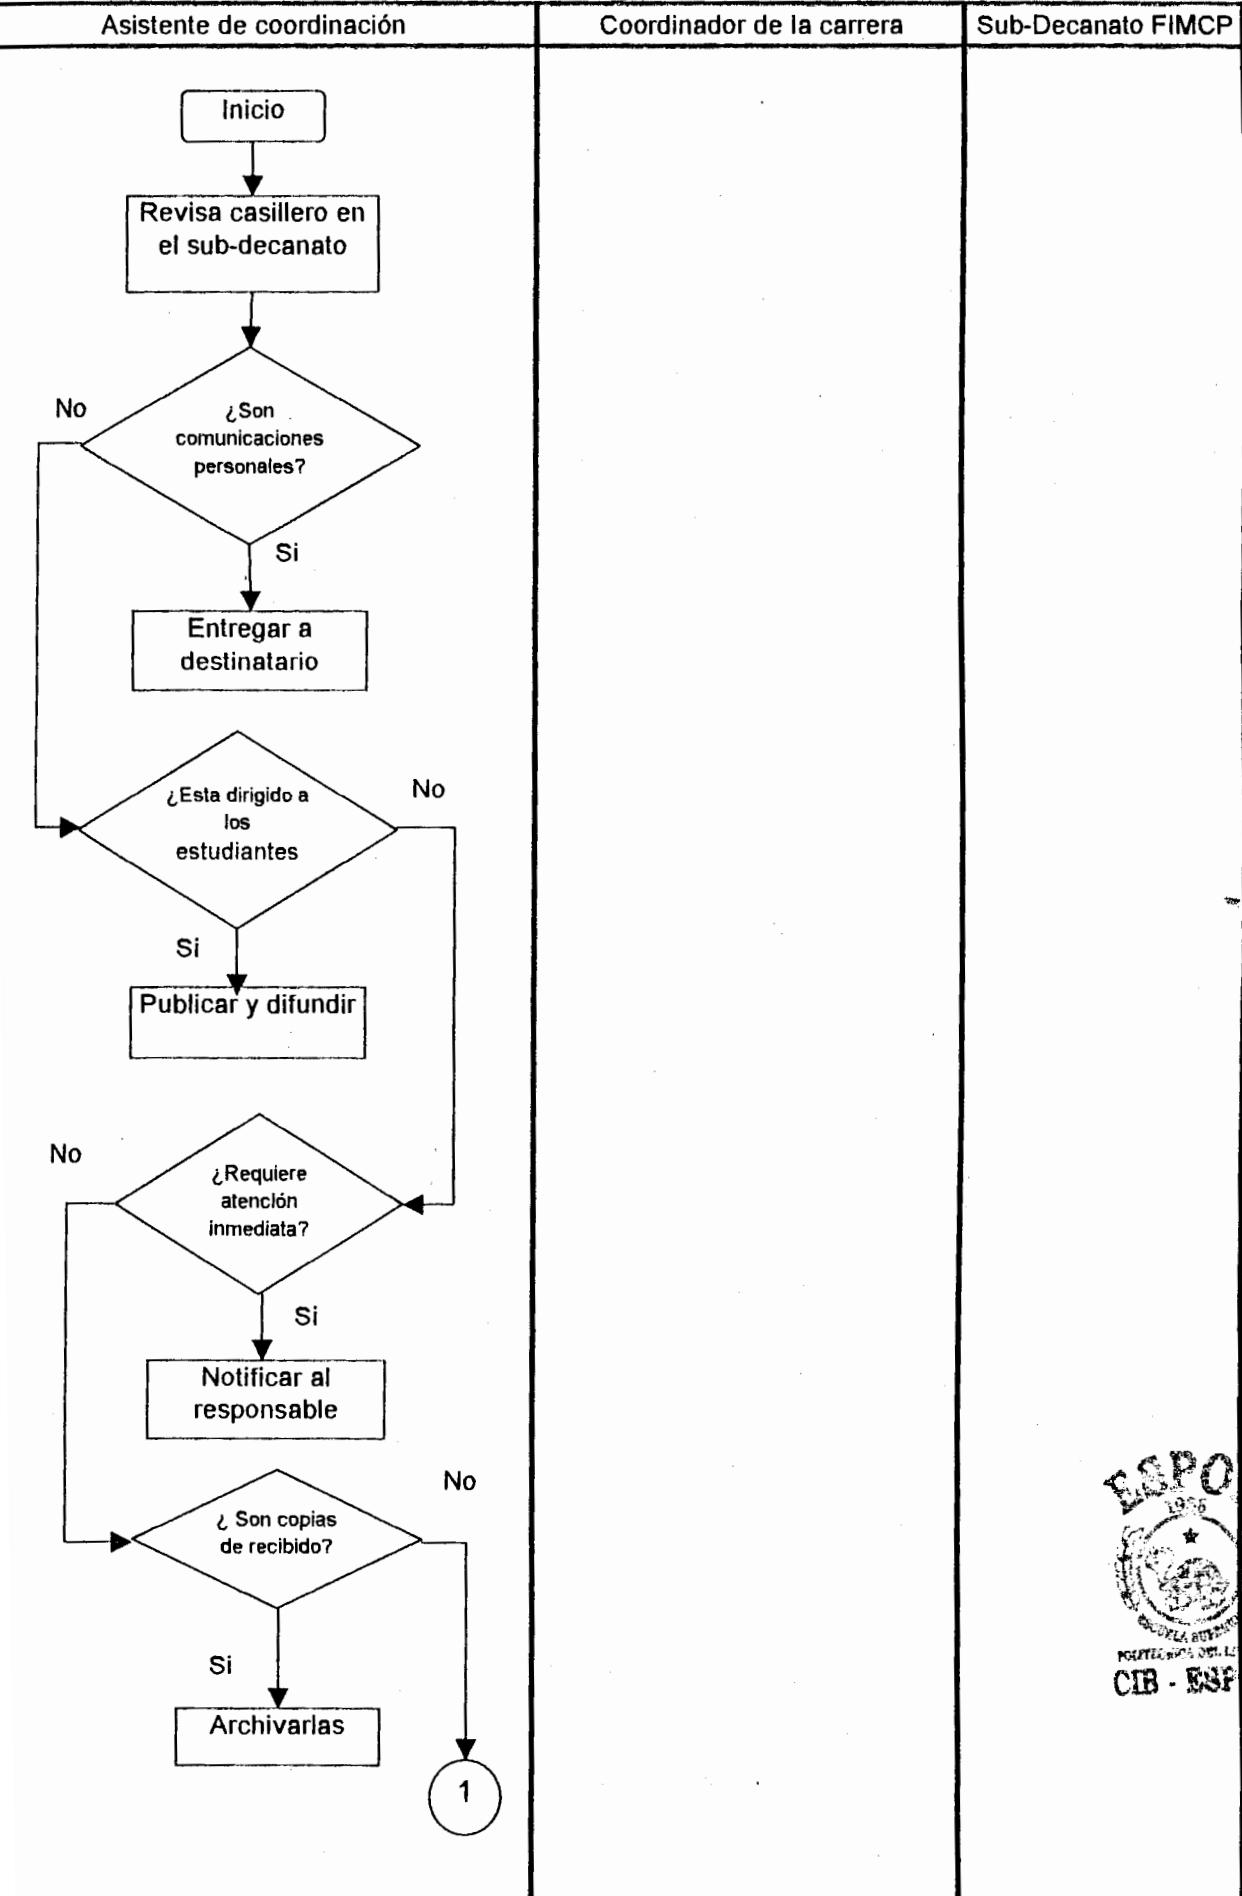 Asistente de coordinación
Coordinador de la carrera
Sub-Decanato FIMCP
Inicio
Revisa casillero en
el sub-decanato
No
¿Son
comunicaciones
personales?
Si
Entregar a
destinatario
¿Esta dirigido a
los
estudiantes
No
Si
Publicar y difundir
No
¿Requiere
atención
inmediata?
Si
Notificar al
responsable
No
¿ Son copias
de recibido?
Si
Archivarlas
1
ESPO
ESCUELA
CIB - ESP